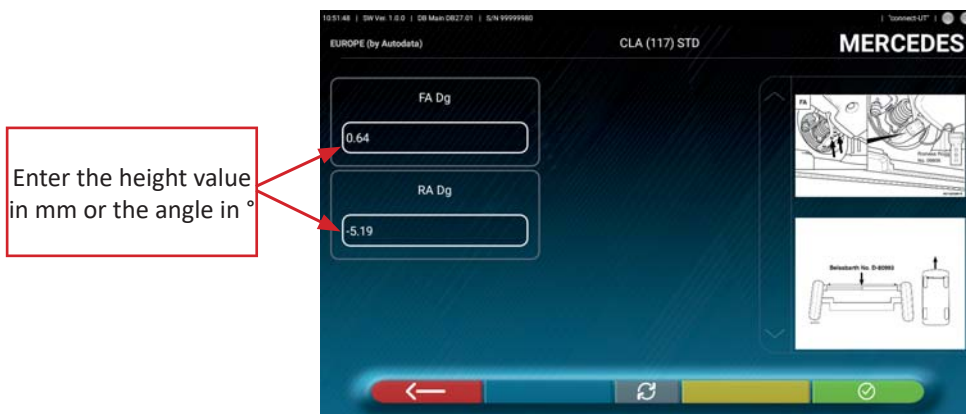 10:51:48 | SW Ver. 1.0.0 | DB Main DB27.01 | S/N 99999980
| "connect-UT" |
EUROPE (by Autodata)
CLA (117) STD
MERCEDES
FA Dg
0.64
RA Dg
-5.19
Enter the height value
in mm or the angle in °
FA
Beissbarth No. D-80993